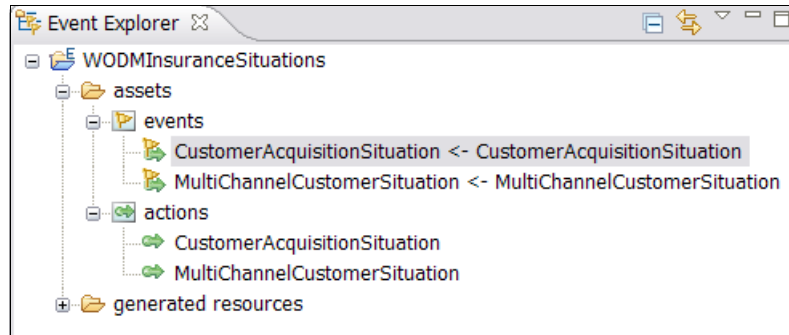 Event Explorer
WODMInsuranceSituations
assets
events
CustomerAcquisitionSituation <- CustomerAcquisitionSituation
MultiChannelCustomerSituation <- MultiChannelCustomerSituation
actions
CustomerAcquisitionSituation
MultiChannelCustomerSituation
generated resources